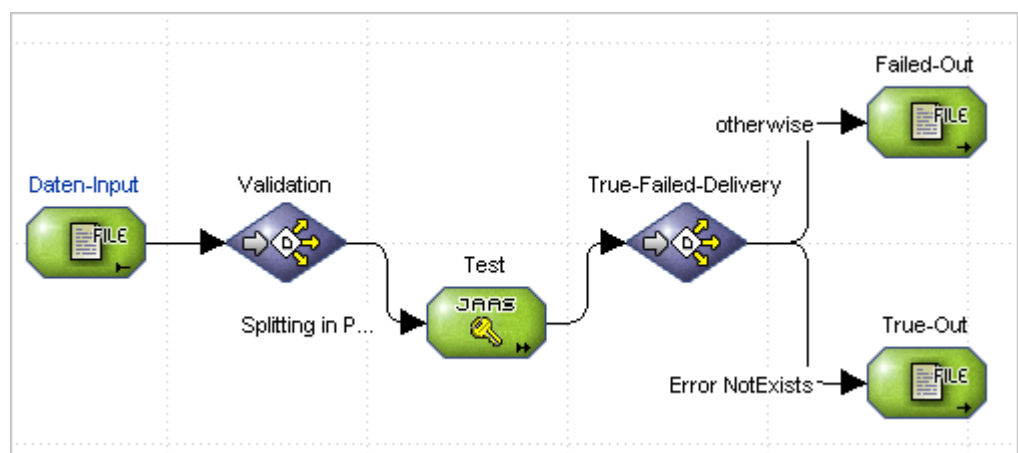 Failed-Out
FILE
otherwise
Daten-Input
Validation
True-Failed-Delivery
FILE
D
D
Test
JAAS
Splitting in P...
True-Out
Error NotExists
FILE